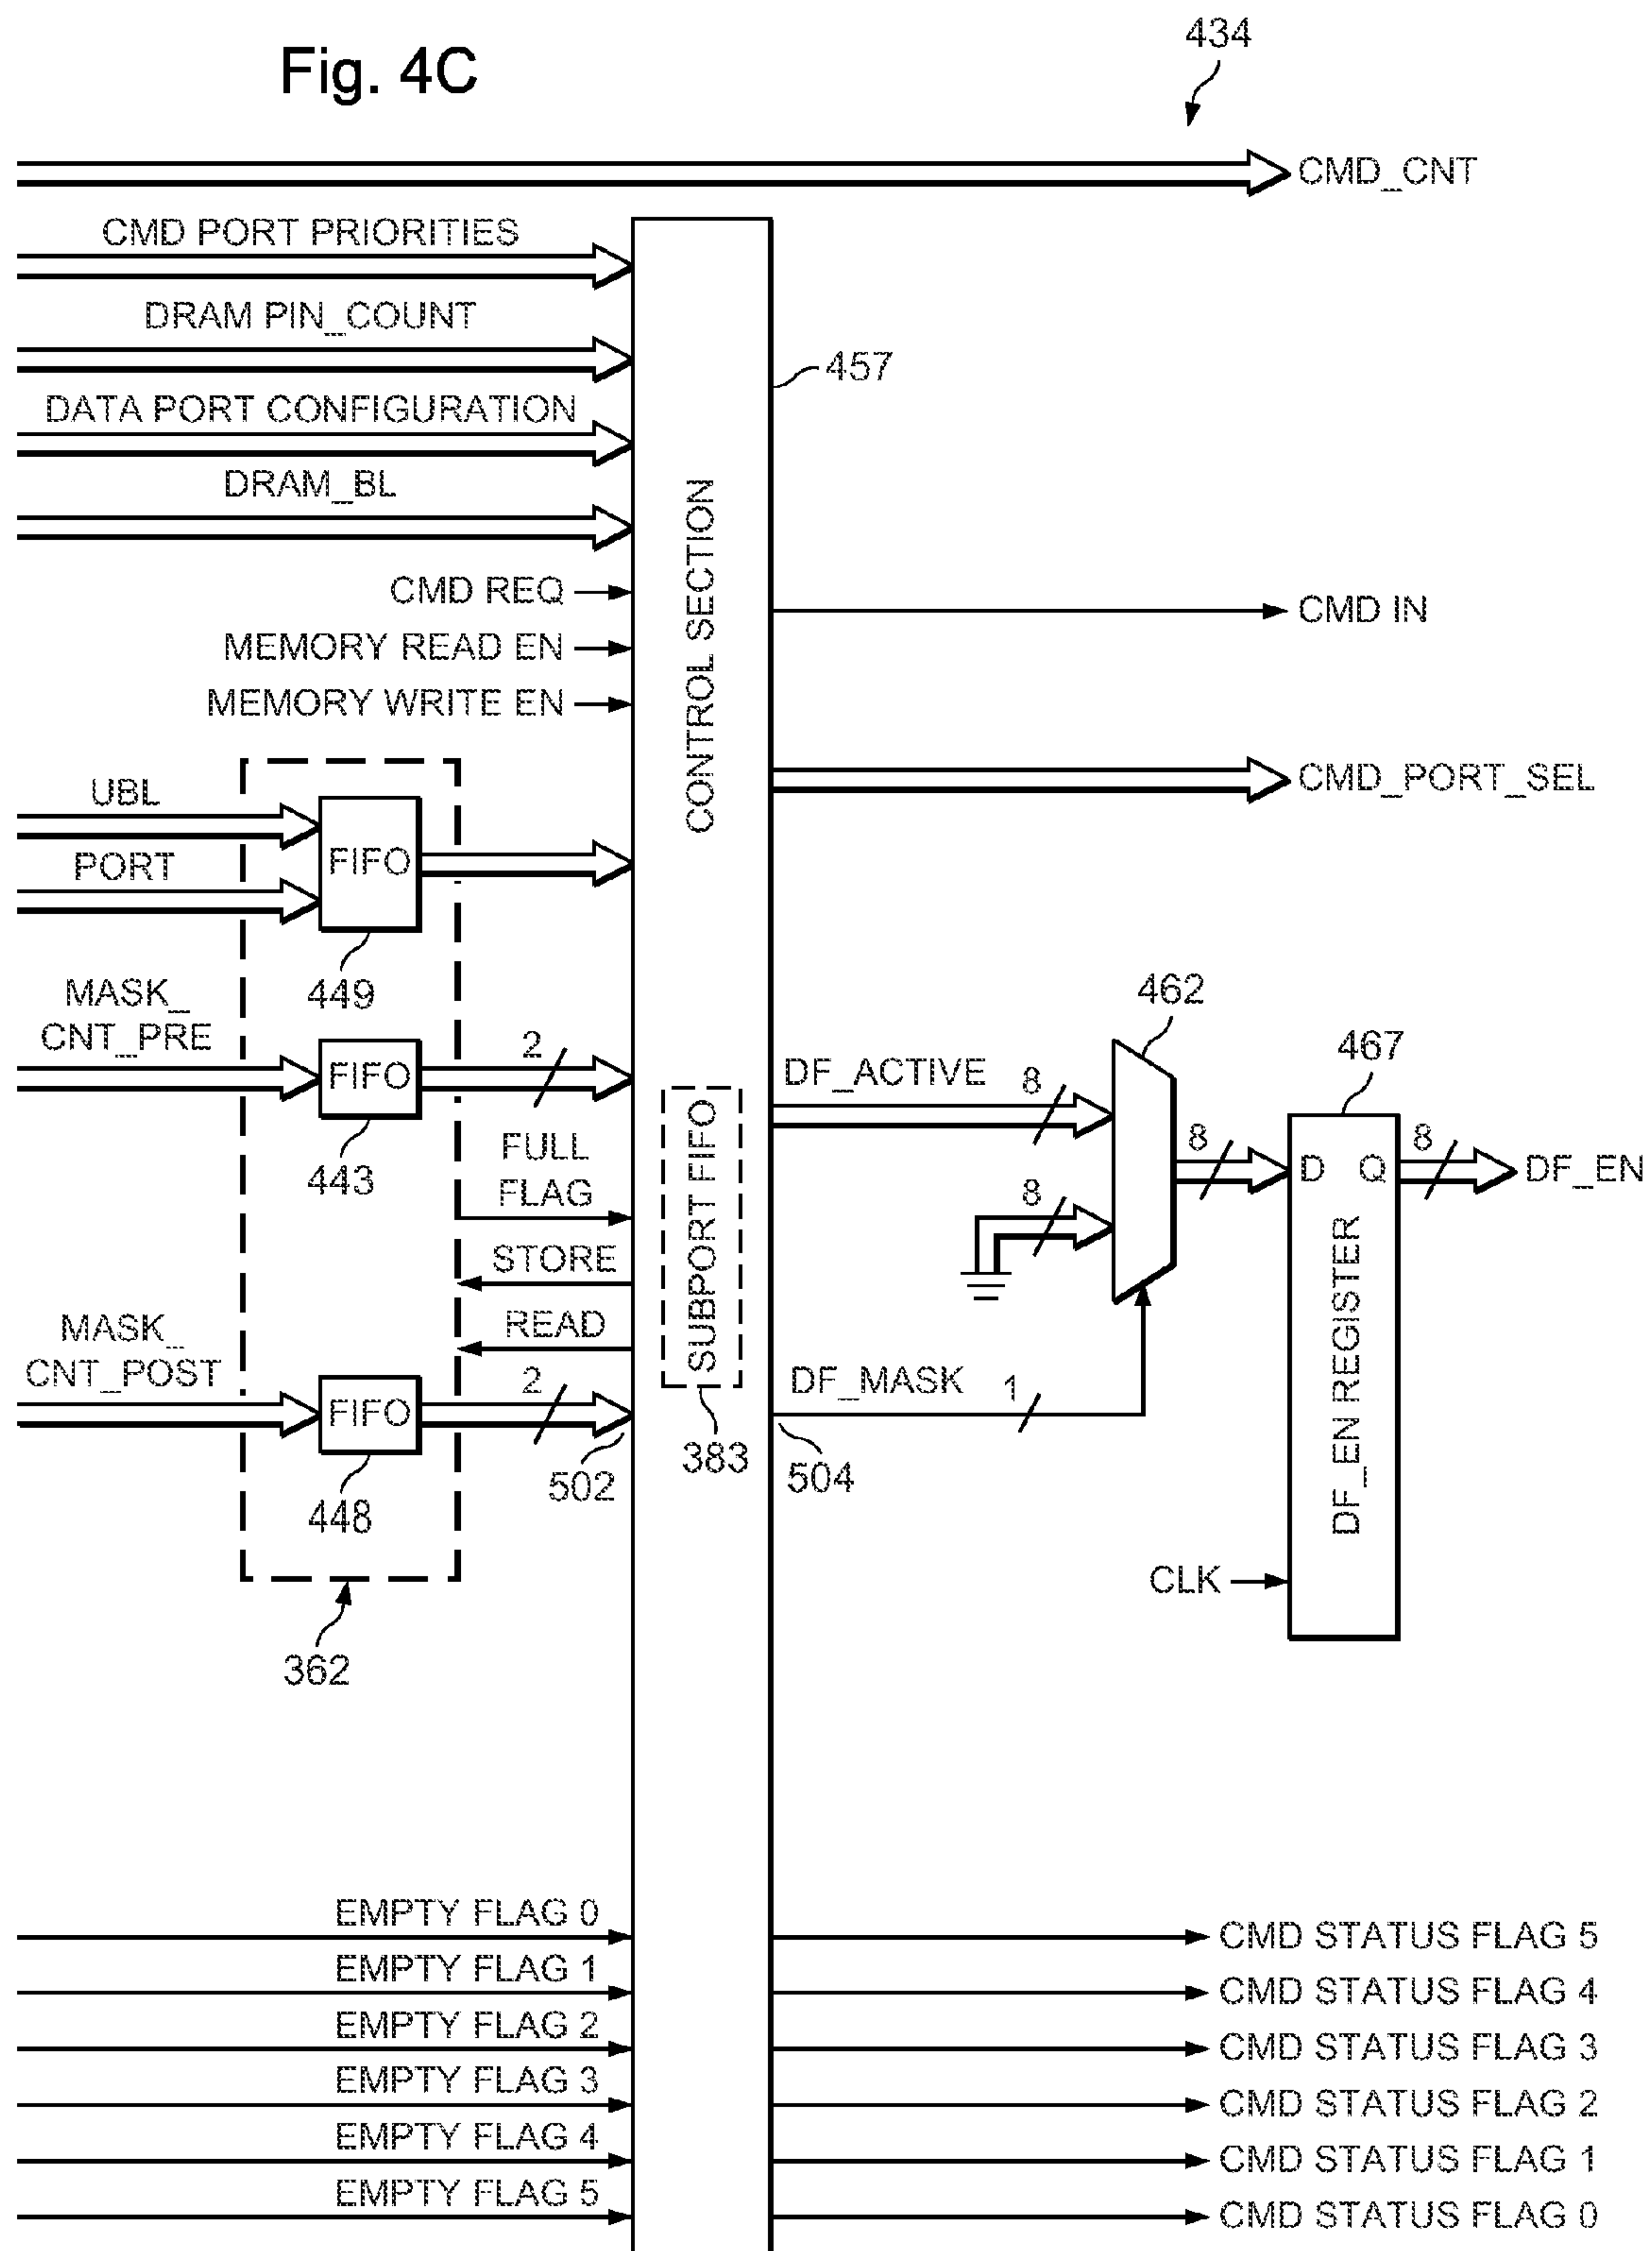 Fig. 4C
434
CMD_CNT
CMD PORT PRIORITIES
DRAM PIN_COUNT
457
DATA PORT CONFIGURATION
DRAM_BL
CONTROL SECTION
CMD REQ
CMD IN
MEMORY READ EN
MEMORY WRITE EN
UBL
CMD_PORT_SEL
PORT
FIFO
449
MASK_
CNT_PRE
FIFO
2
443
462
467
DF_ACTIVE
8
8
8
D
Q
8
DF_EN
FULL
FLAG
SUBPORT FIFO
STORE
READ
DF_EN REGISTER
MASK_
CNT_POST
FIFO
2
DF_MASK
1
502
383
504
448
CLK
362
EMPTY FLAG 0
CMD STATUS FLAG 5
EMPTY FLAG 1
CMD STATUS FLAG 4
EMPTY FLAG 2
CMD STATUS FLAG 3
EMPTY FLAG 3
CMD STATUS FLAG 2
EMPTY FLAG 4
CMD STATUS FLAG 1
EMPTY FLAG 5
CMD STATUS FLAG 0